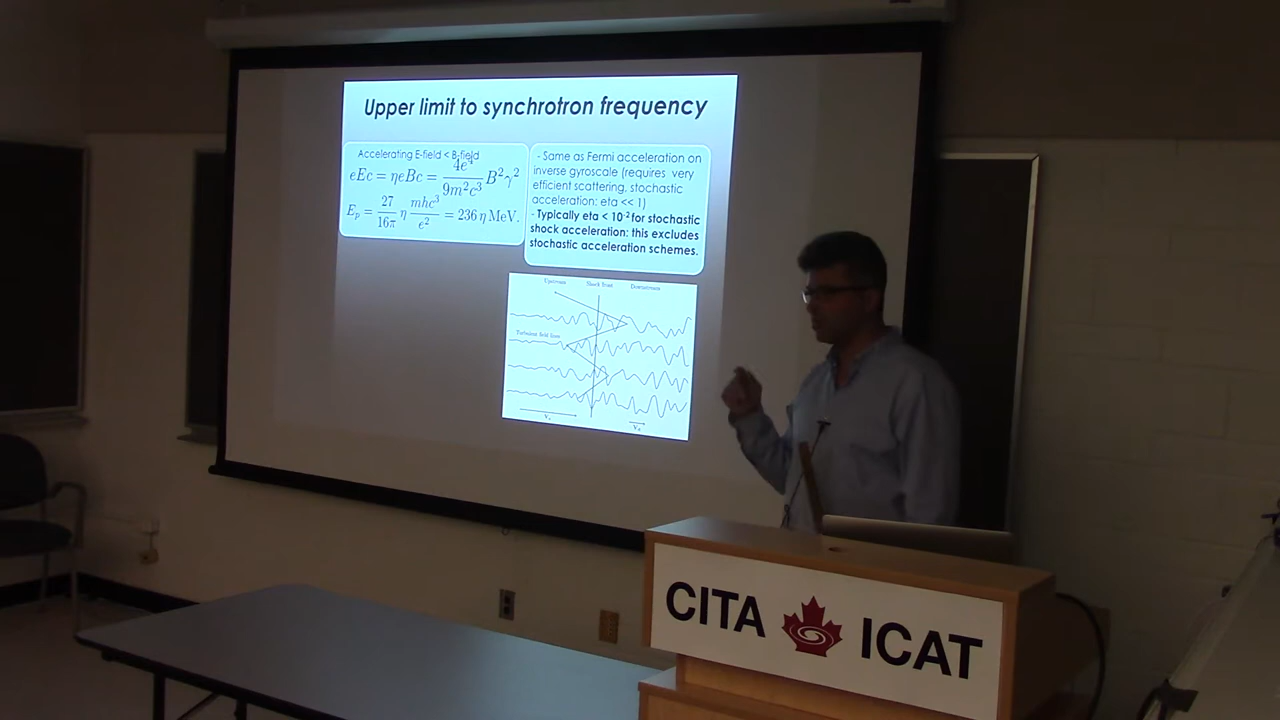 Upper limit to synchrotron frequency
Accelerating E-field < B-field
eEc = ηeBc = 4e⁴/9m²c³ B²γ²
E_p = 27/16π η mhc³/e² = 236 η MeV.
- Same as Fermi acceleration on
inverse gyroscale (requires very
efficient scattering, stochastic
acceleration: eta << 1)
- Typically eta < 10⁻² for stochastic
shock acceleration: this excludes
stochastic acceleration schemes.
Upstream Shock front Downstream
Turbulent field lines
CITA ICAT